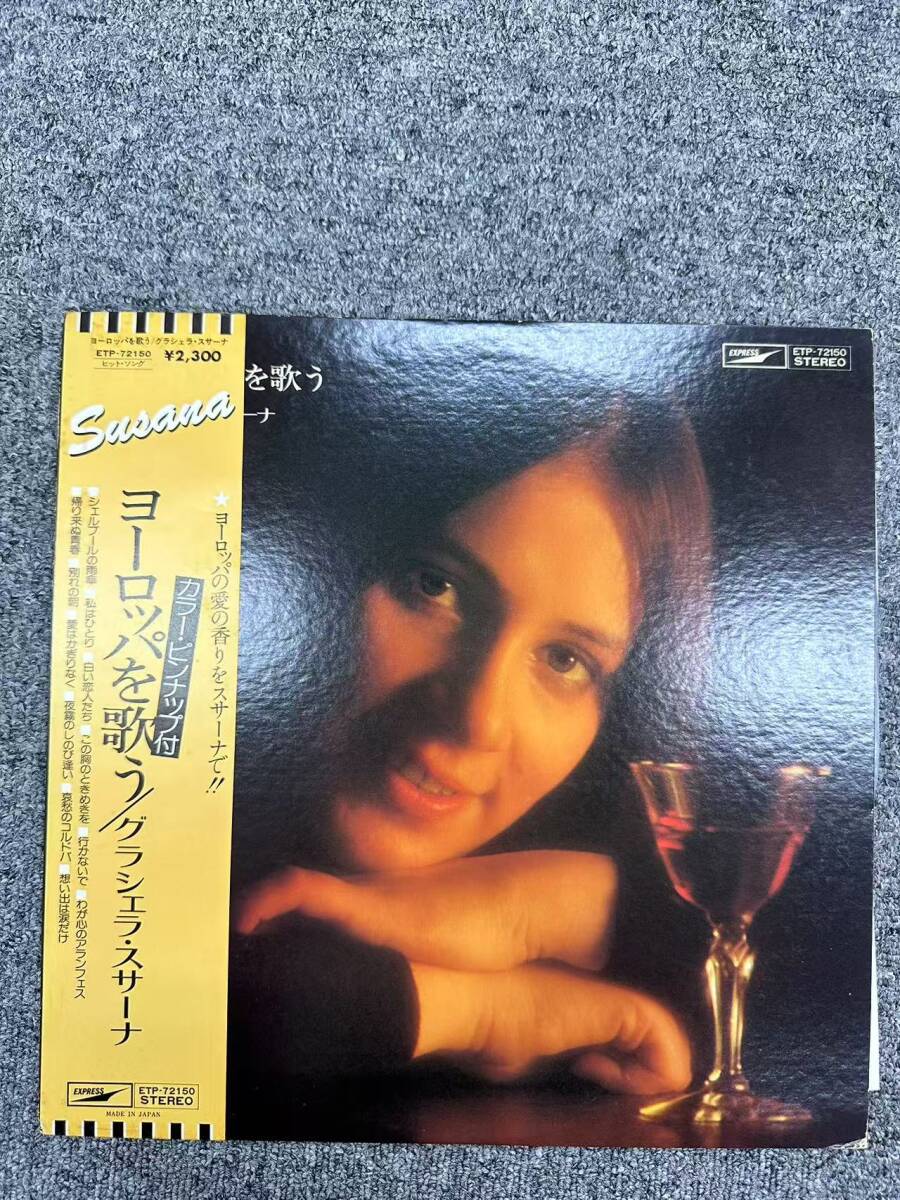 ヨーロッパを歌う/グラシェラ・スサーナ
ETP-72150 ¥2,300
ヒット・ソング
Susana
★ヨーロッパの愛の香りをスサーナで!!
カラー・ピンナップ付
ヨーロッパを歌う/グラシェラ・スサーナ
■シェルブールの雨傘 ■私はひとり ■白い恋人たち ■この胸のときめきを ■行かないで ■わが心のアランフェス
■帰り来ぬ青春 ■別れの朝 ■愛はかぎりなく ■夜霧のしのび逢い ■哀愁のコルドバ ■想い出は涙だけ
EXPRESS ETP-72150
STEREO
MADE IN JAPAN
を歌う
ーナ
EXPRESS ETP-72150
STEREO